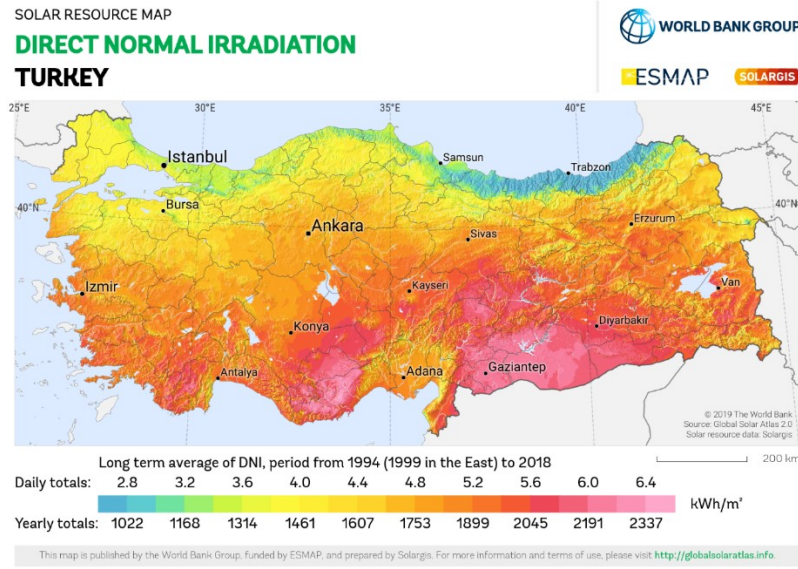 SOLAR RESOURCE MAP
DIRECT NORMAL IRRADIATION
TURKEY
WORLD BANK GROUP
ESMAP
SOLARGIS
25°E 30°E 35°E 40°E 45°E
Istanbul
Samsun
Trabzon
Bursa
40°N
40°N
Ankara
Erzurum
Sivas
Izmir
Kayseri
Van
Konya
Diyarbakir
Antalya
Adana
Gaziantep
© 2019 The World Bank
Source: Global Solar Atlas 2.0
Solar resource data: Solargis
200 km
Long term average of DNI, period from 1994 (1999 in the East) to 2018
Daily totals: 2.8 3.2 3.6 4.0 4.4 4.8 5.2 5.6 6.0 6.4
kWh/m²
Yearly totals: 1022 1168 1314 1461 1607 1753 1899 2045 2191 2337
This map is published by the World Bank Group, funded by ESMAP, and prepared by Solargis. For more information and terms of use, please visit http://globalsolaratlas.info.